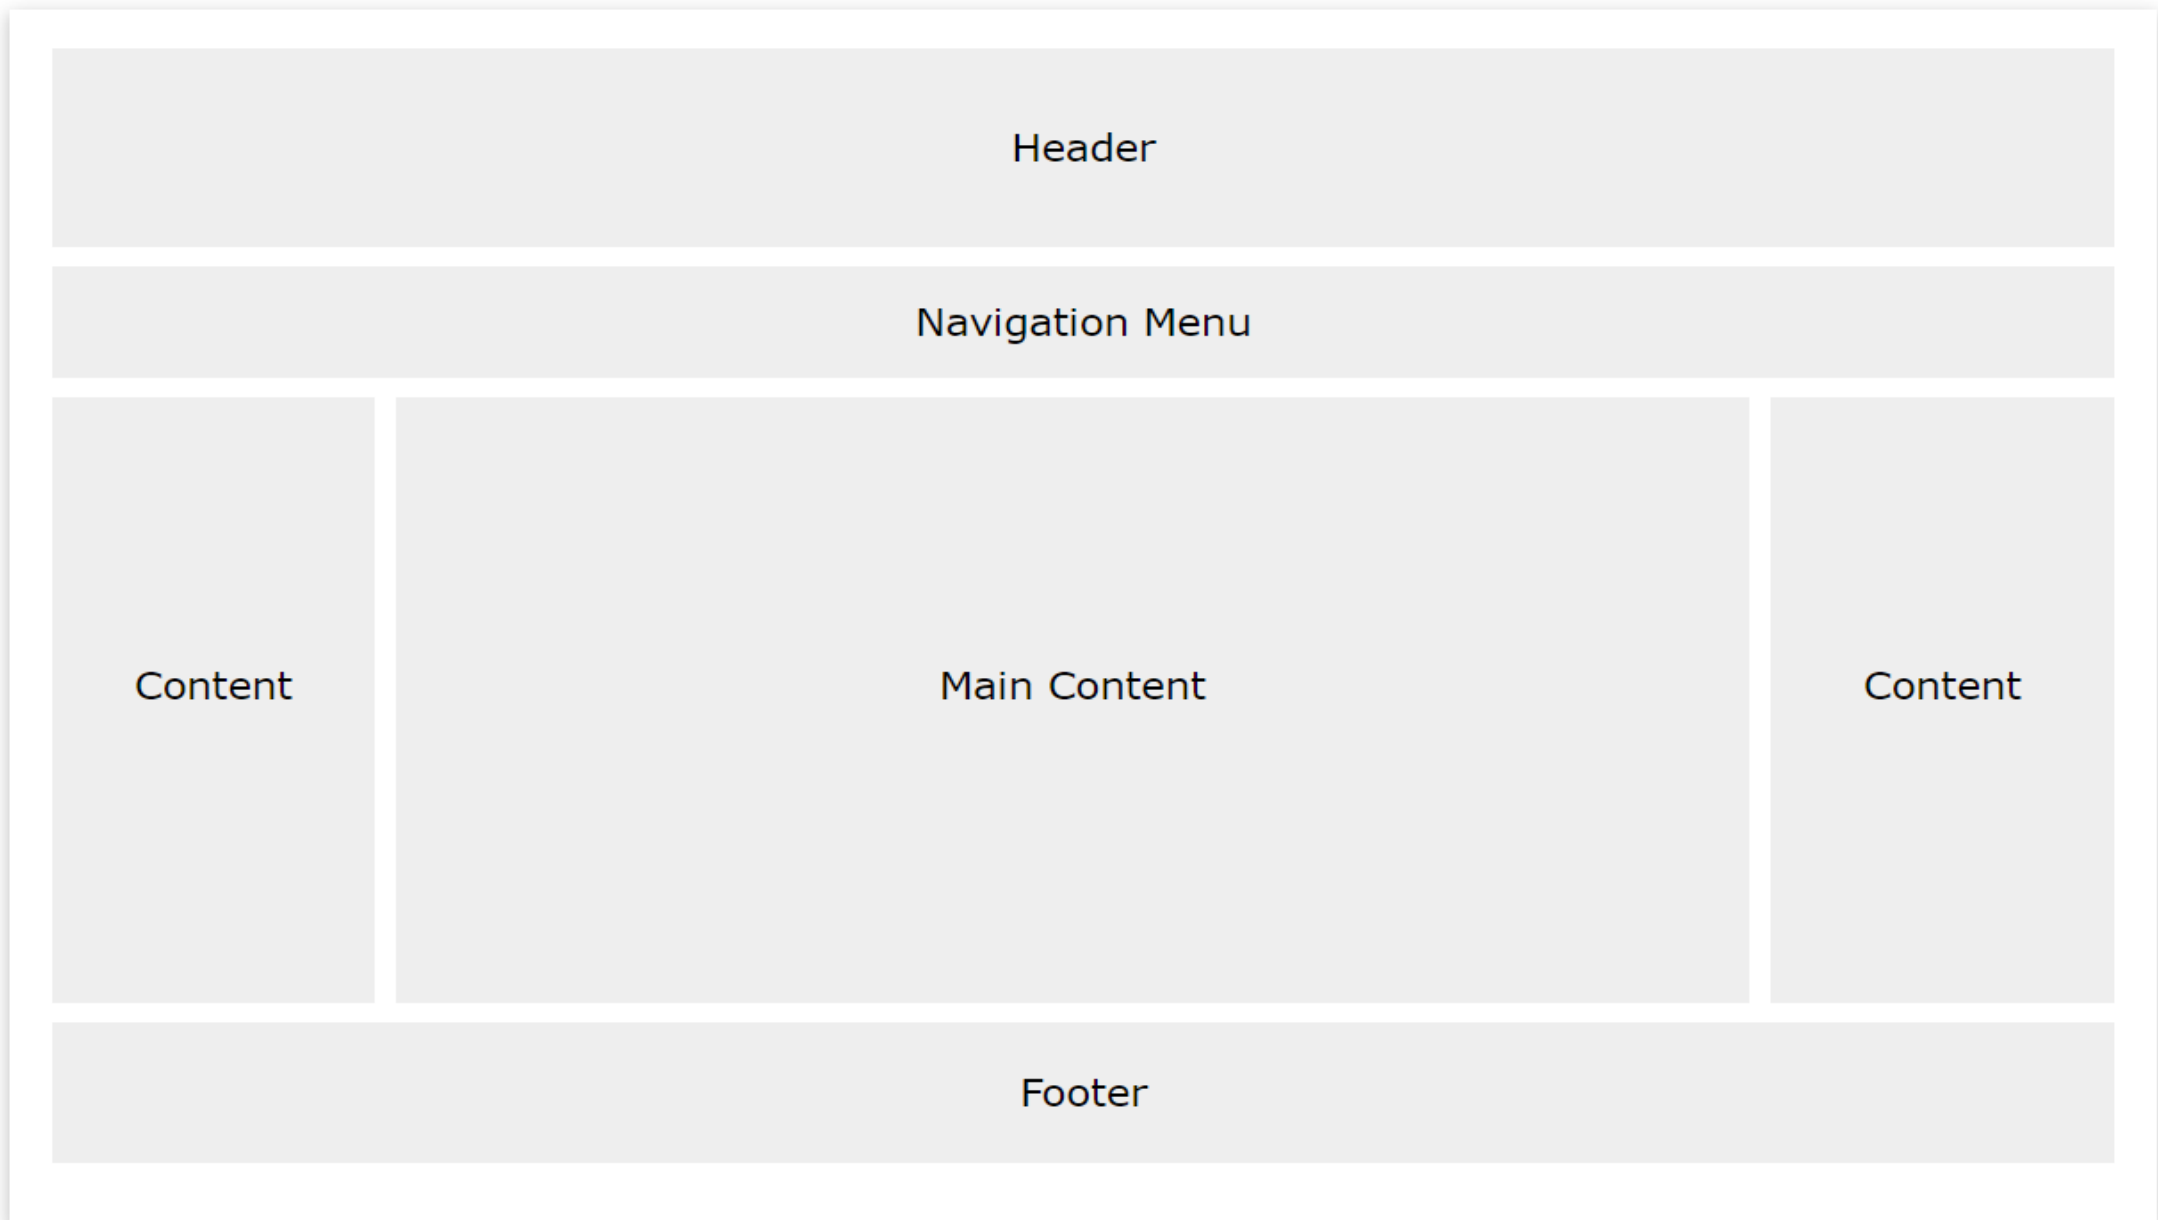 Header
Navigation Menu
Content
Main Content
Content
Footer